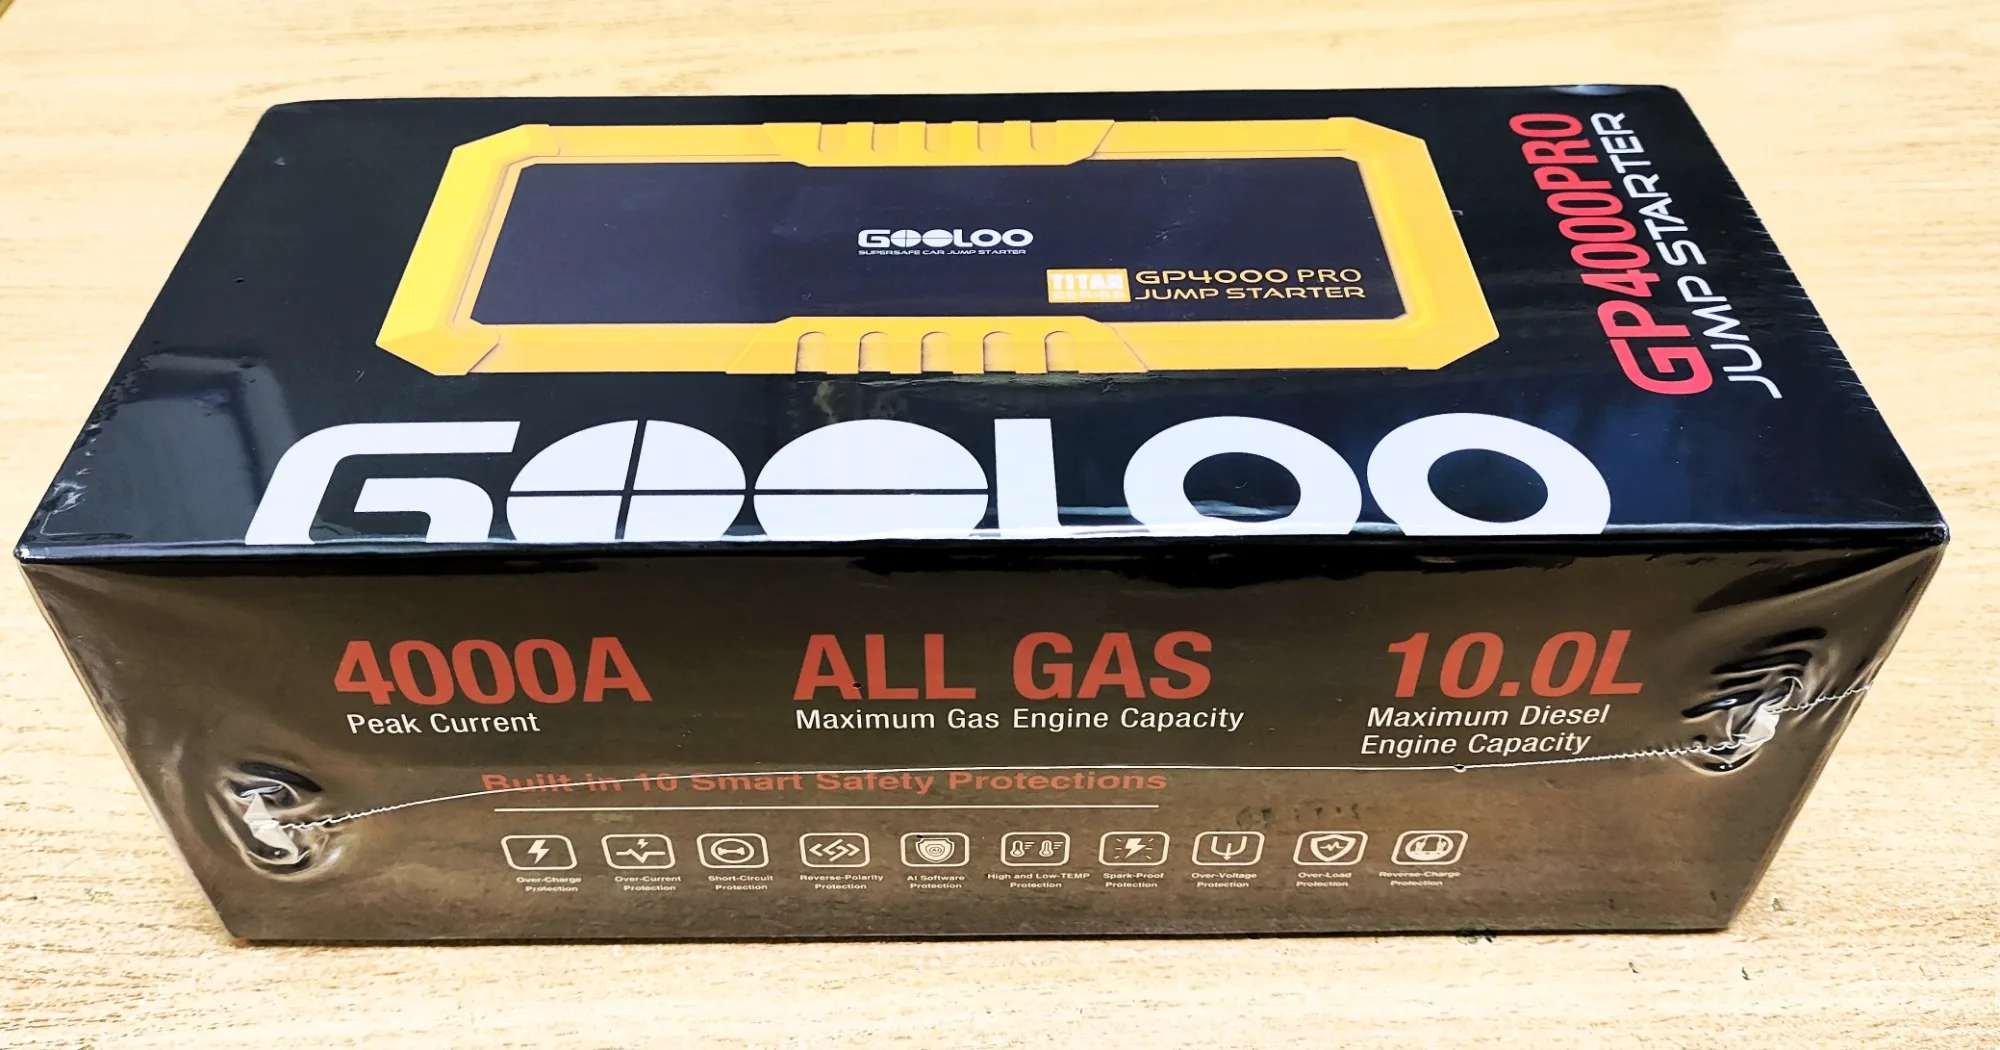 GOOLOO
SUPERSAFE CAR JUMP STARTER
TITAN
SERIES
GP4000 PRO
JUMP STARTER
GP4000PRO
JUMP STARTER
GOOLOO
4000A
Peak Current
ALL GAS
Maximum Gas Engine Capacity
10.0L
Maximum Diesel
Engine Capacity
Built-in 10 Smart Safety Protections
Over-Charge
Protection
Over-Current
Protection
Short-Circuit
Protection
Reverse-Polarity
Protection
AI Software
Protection
High and Low-TEMP
Protection
Spark-Proof
Protection
Over-Voltage
Protection
Over-Load
Protection
Reverse-Charge
Protection